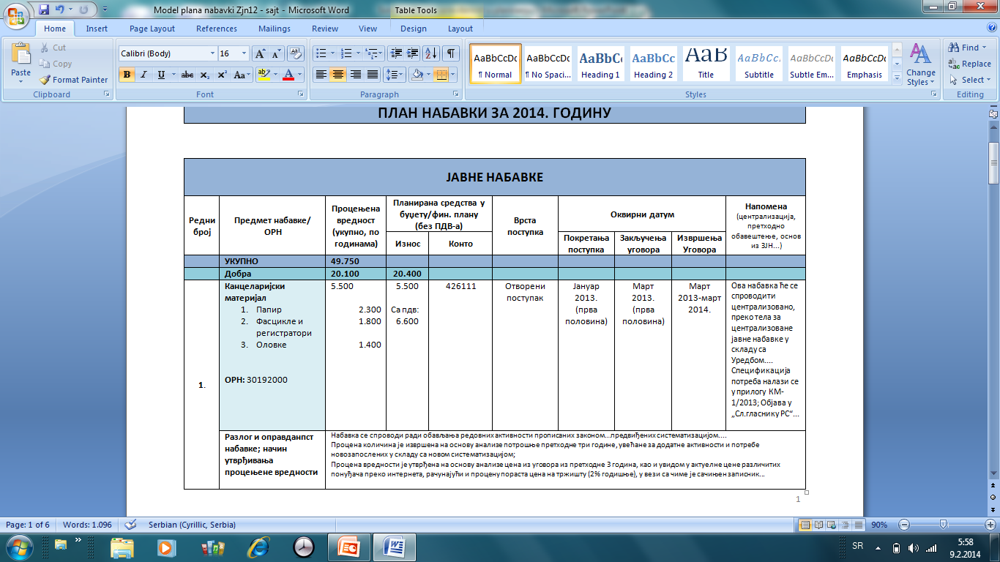 Model plana nabavki Zjn12 - sajt - Microsoft Word
Table Tools
Home Insert Page Layout References Mailings Review View Design Layout
Paste
Cut
Copy
Format Painter
Clipboard
Calibri (Body) 16
Font
Paragraph
AaBbCcDc AaBbCcDc AaBbCc AaBbCc AaB AaBbCc. AaBbCcDc AaBbCcDc
¶ Normal ¶ No Spaci... Heading 1 Heading 2 Title Subtitle Subtle Em... Emphasis
Change
Styles
Styles
Find
Replace
Select
Editing
ПЛАН НАБАВКИ ЗА 2014. ГОДИНУ
ЈАВНЕ НАБАВКЕ
Редни
број
Предмет набавке/
ОРН
Процењена
вредност
(укупно, по
годинама)
Планирана средства у
буџету/фин. плану
(без ПДВ-а)
Износ
Конто
Врста
поступка
Оквирни датум
Покретања
поступка
Закључења
уговора
Извршења
Уговора
Напомена
(централизација,
претходно
обавештење, основ
из ЗЈН...)
УКУПНО 49.750
Добра 20.100 20.400
1.
Канцеларијски
материјал
1. Папир
2. Фасцикле и
регистратори
3. Оловке
ОРН: 30192000
5.500
2.300
1.800
1.400
5.500
Са пдв:
6.600
426111
Отворени
поступак
Јануар
2013.
(прва
половина)
Март
2013.
(прва
половина)
Март
2013-март
2014.
Ова набавка ће се
спроводити
централизовано,
преко тела за
централизоване
јавне набавке у
складу са
Уредбом....
Спецификација
потреба налази се
у прилогу КМ-
1/2013; Објава у
„Сл.гласнику РС“...
Разлог и оправданпст
набавке; начин
утврђивања
процењене вредности
Набавка се спроводи ради обављања редовних активности прописаних законом...предвиђених систематизацијом....
Процена количина је извршена на основу анализе потрошње претходне три године, увећане за додатне активности и потребе
новозапослених у складу са новом систематизацијом;
Процена вредности је утврђена на основу анализе цена из уговора из претходне 3 година, као и увидом у актуелне цене различитих
понуђача преко интернета, рачунајући и процену пораста цена на тржишту (2% годишње), у вези са чиме је сачињен записник...
1
Page: 1 of 6 Words: 1.096 Serbian (Cyrillic, Serbia) 90%
SR
5:58
9.2.2014